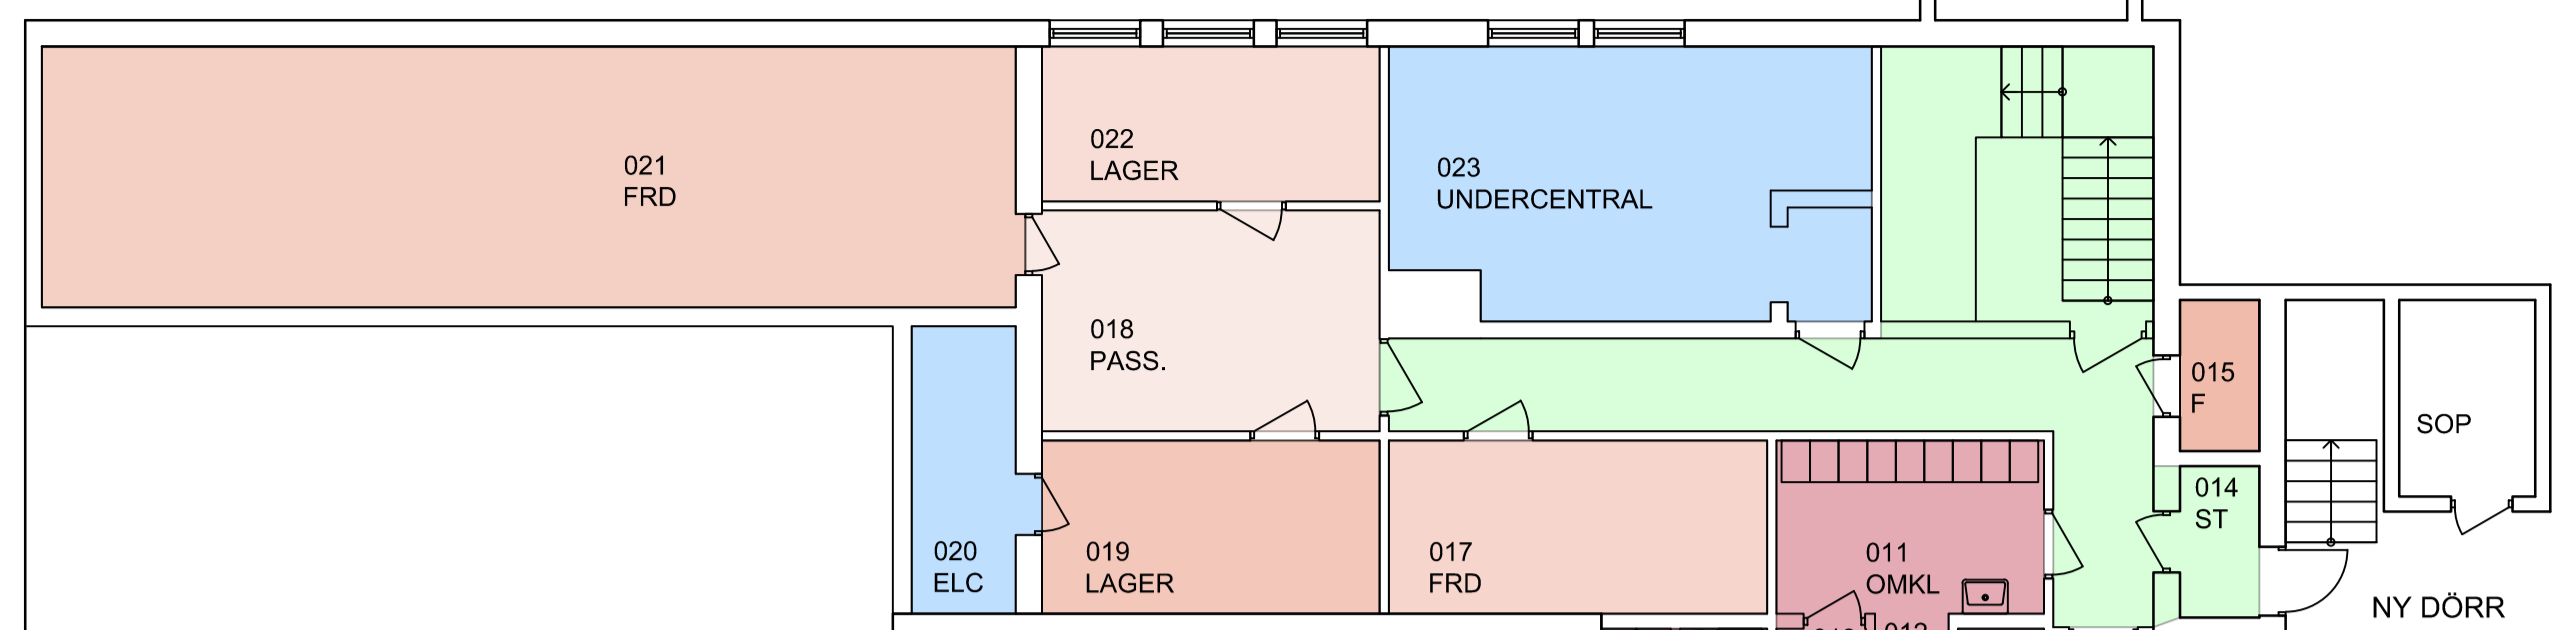 021
FRD
022
LAGER
023
UNDERCENTRAL
018
PASS.
015
F
SOP
014
ST
020
ELC
019
LAGER
017
FRD
011
OMKL
NY DÖRR